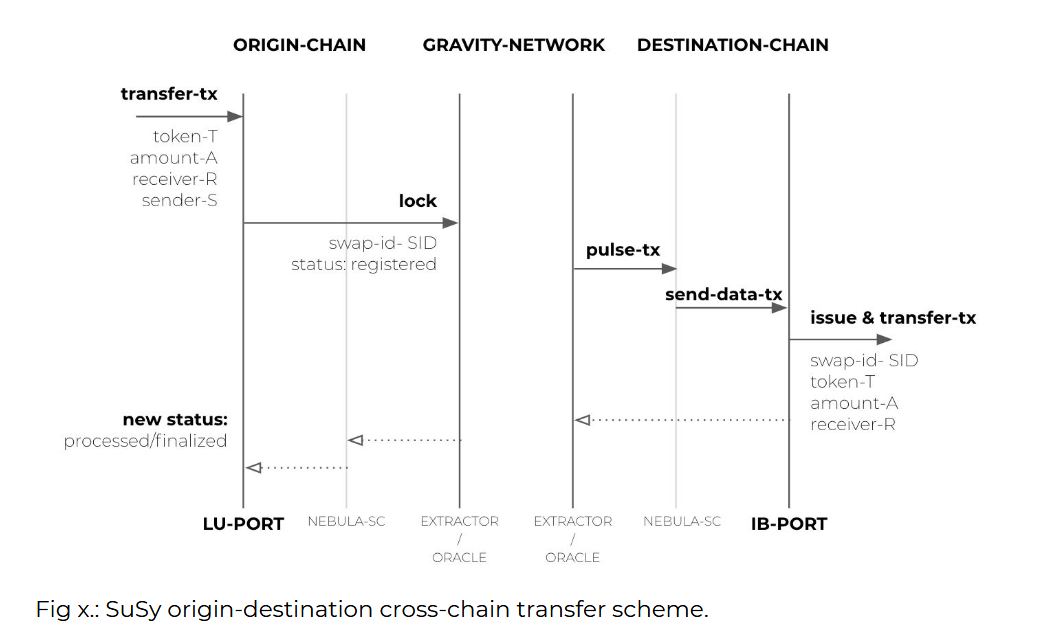 ORIGIN-CHAIN GRAVITY-NETWORK DESTINATION-CHAIN
transfer-tx
token-T
amount-A
receiver-R
sender-S
lock
swap-id- SID
status: registered
pulse-tx
send-data-tx
issue & transfer-tx
swap-id- SID
token-T
amount-A
receiver-R
new status:
processed/finalized
LU-PORT NEBULA-SC EXTRACTOR EXTRACTOR NEBULA-SC IB-PORT
/ /
ORACLE ORACLE
Fig x.: SuSy origin-destination cross-chain transfer scheme.